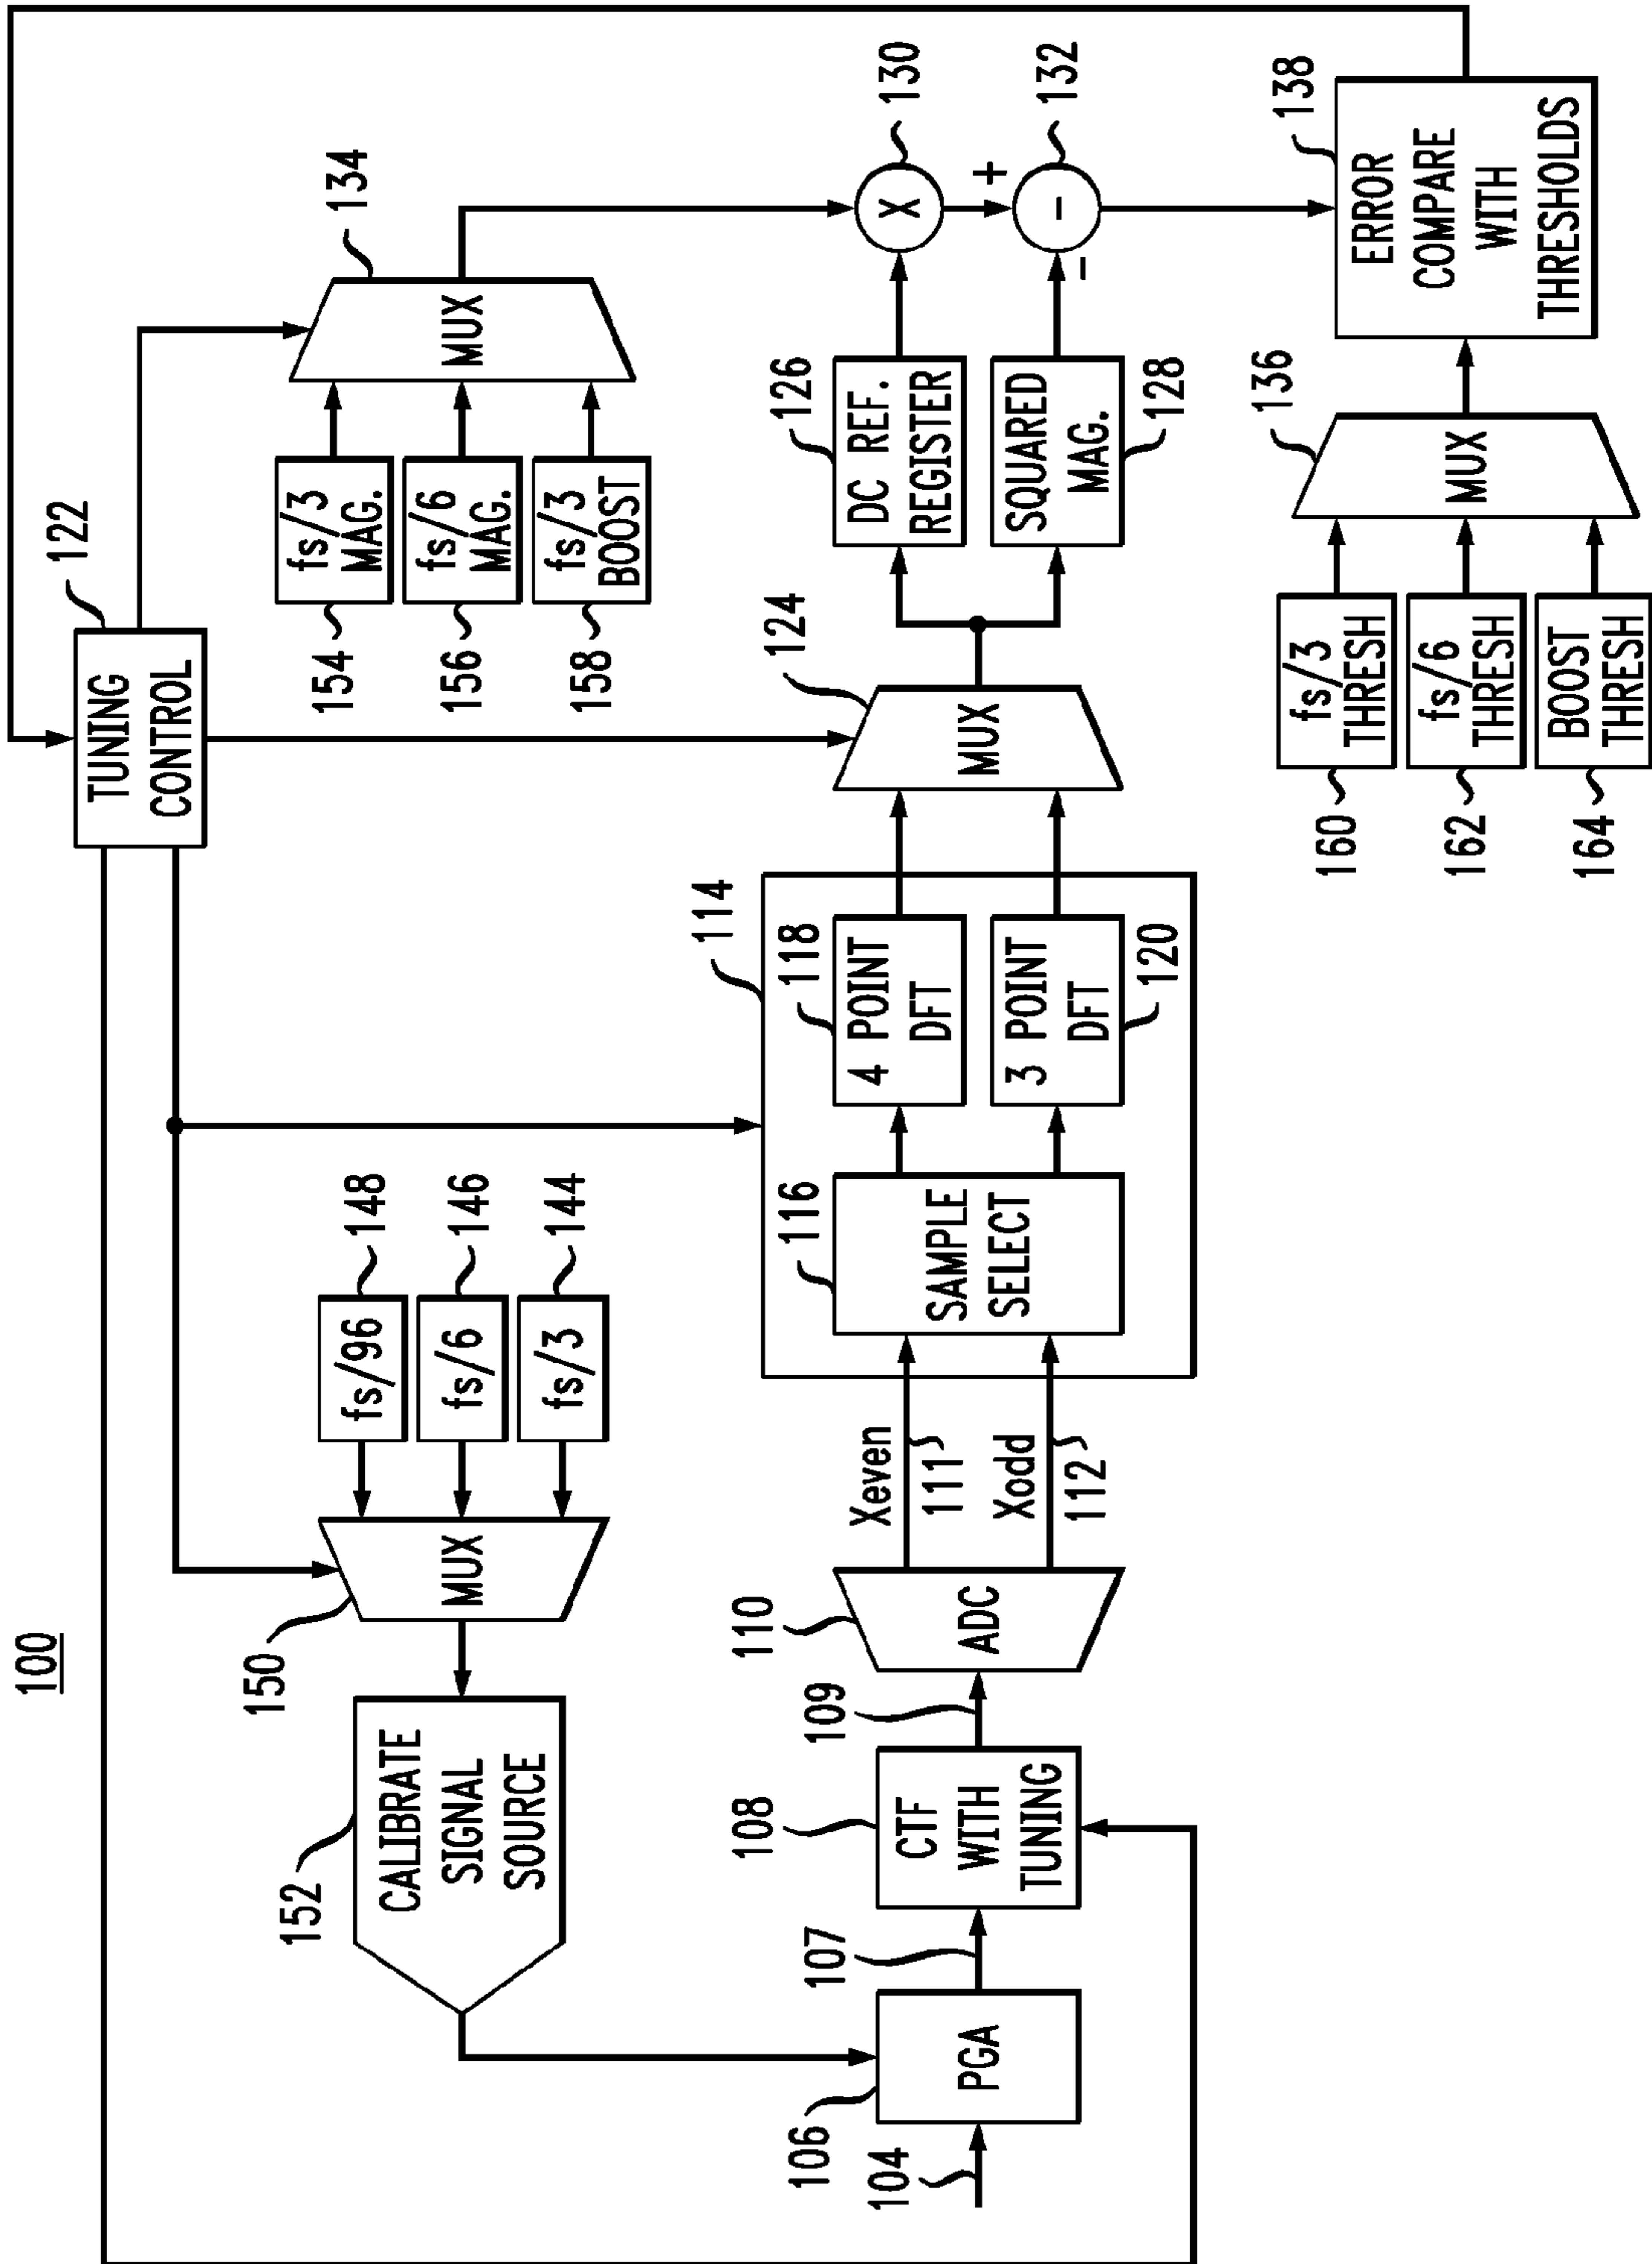 100
152
CALIBRATE
SIGNAL
SOURCE
150
MUX
fs/96
148
fs/6
146
fs/3
144
122
TUNING
CONTROL
fs/3
MAG.
154
fs/6
MAG.
156
fs/3
BOOST
158
MUX
134
104
106
PGA
107
108
CTF
WITH
TUNING
109
110
ADC
Xeven
111
Xodd
112
114
116
SAMPLE
SELECT
118
4 POINT
DFT
3 POINT
DFT
120
124
MUX
126
DC REF.
REGISTER
SQUARED
MAG.
128
X
130
+
-
-
132
fs/3
THRESH
160
fs/6
THRESH
162
BOOST
THRESH
164
136
MUX
138
ERROR
COMPARE
WITH
THRESHOLDS